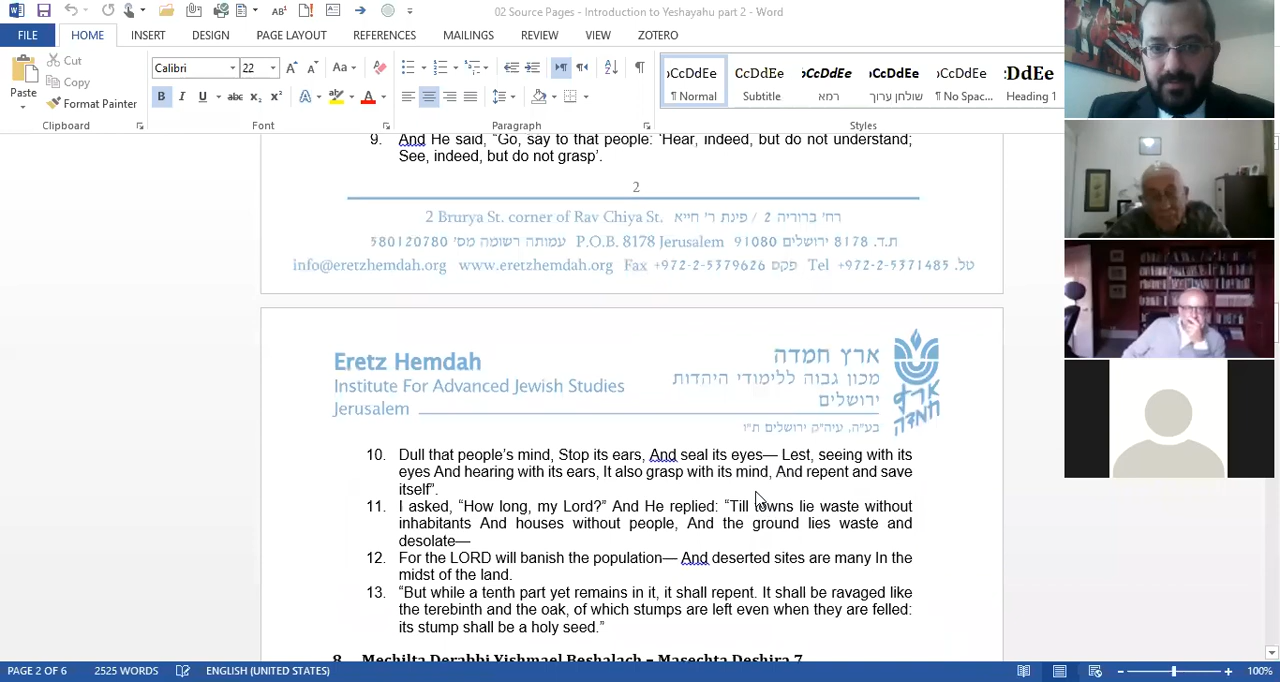 02 Source Pages - Introduction to Yeshayahu part 2 - Word
FILE HOME INSERT DESIGN PAGE LAYOUT REFERENCES MAILINGS REVIEW VIEW ZOTERO
Paste
Cut
Copy
Format Painter
Clipboard
Calibri 22
Font
Paragraph
Normal
Subtitle
רמא
שולחן ערוך
No Spac...
Heading 1
Styles
9. And He said, “Go, say to that people: ‘Hear, indeed, but do not understand;
See, indeed, but do not grasp’.
2
2 Brurya St. corner of Rav Chiya St. רח' ברוריה 2 / פינת ר' חייא
ת.ד. 8178 ירושלים 91080 P.O.B. 8178 Jerusalem עמותה רשומה מס' 580120780
info@eretzhemdah.org www.eretzhemdah.org Fax +972-2-5379626 פקס Tel +972-2-5371485 טל.
Eretz Hemdah
Institute For Advanced Jewish Studies
Jerusalem
ארץ חמדה
מכון גבוה ללימודי היהדות
ירושלים
ארץ חמדה
בע"ה, עיה"ק ירושלים ת"ו
10. Dull that people’s mind, Stop its ears, And seal its eyes— Lest, seeing with its
eyes And hearing with its ears, It also grasp with its mind, And repent and save
itself”.
11. I asked, “How long, my Lord?” And He replied: “Till towns lie waste without
inhabitants And houses without people, And the ground lies waste and
desolate—
12. For the LORD will banish the population— And deserted sites are many In the
midst of the land.
13. “But while a tenth part yet remains in it, it shall repent. It shall be ravaged like
the terebinth and the oak, of which stumps are left even when they are felled:
its stump shall be a holy seed.”
8. Mechilta Derabbi Yishmael Beshalach – Masechta Deshira 7
PAGE 2 OF 6 2525 WORDS ENGLISH (UNITED STATES) 100%